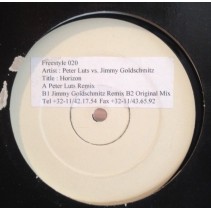 Freestyle 020
Artist : Peter Luts vs. Jimmy Goldschmitz
Title : Horizon
A Peter Luts Remix
B1 Jimmy Goldschmitz Remix B2 Original Mix
Tel +32-11/42.17.54 Fax +32-11/43.65.92